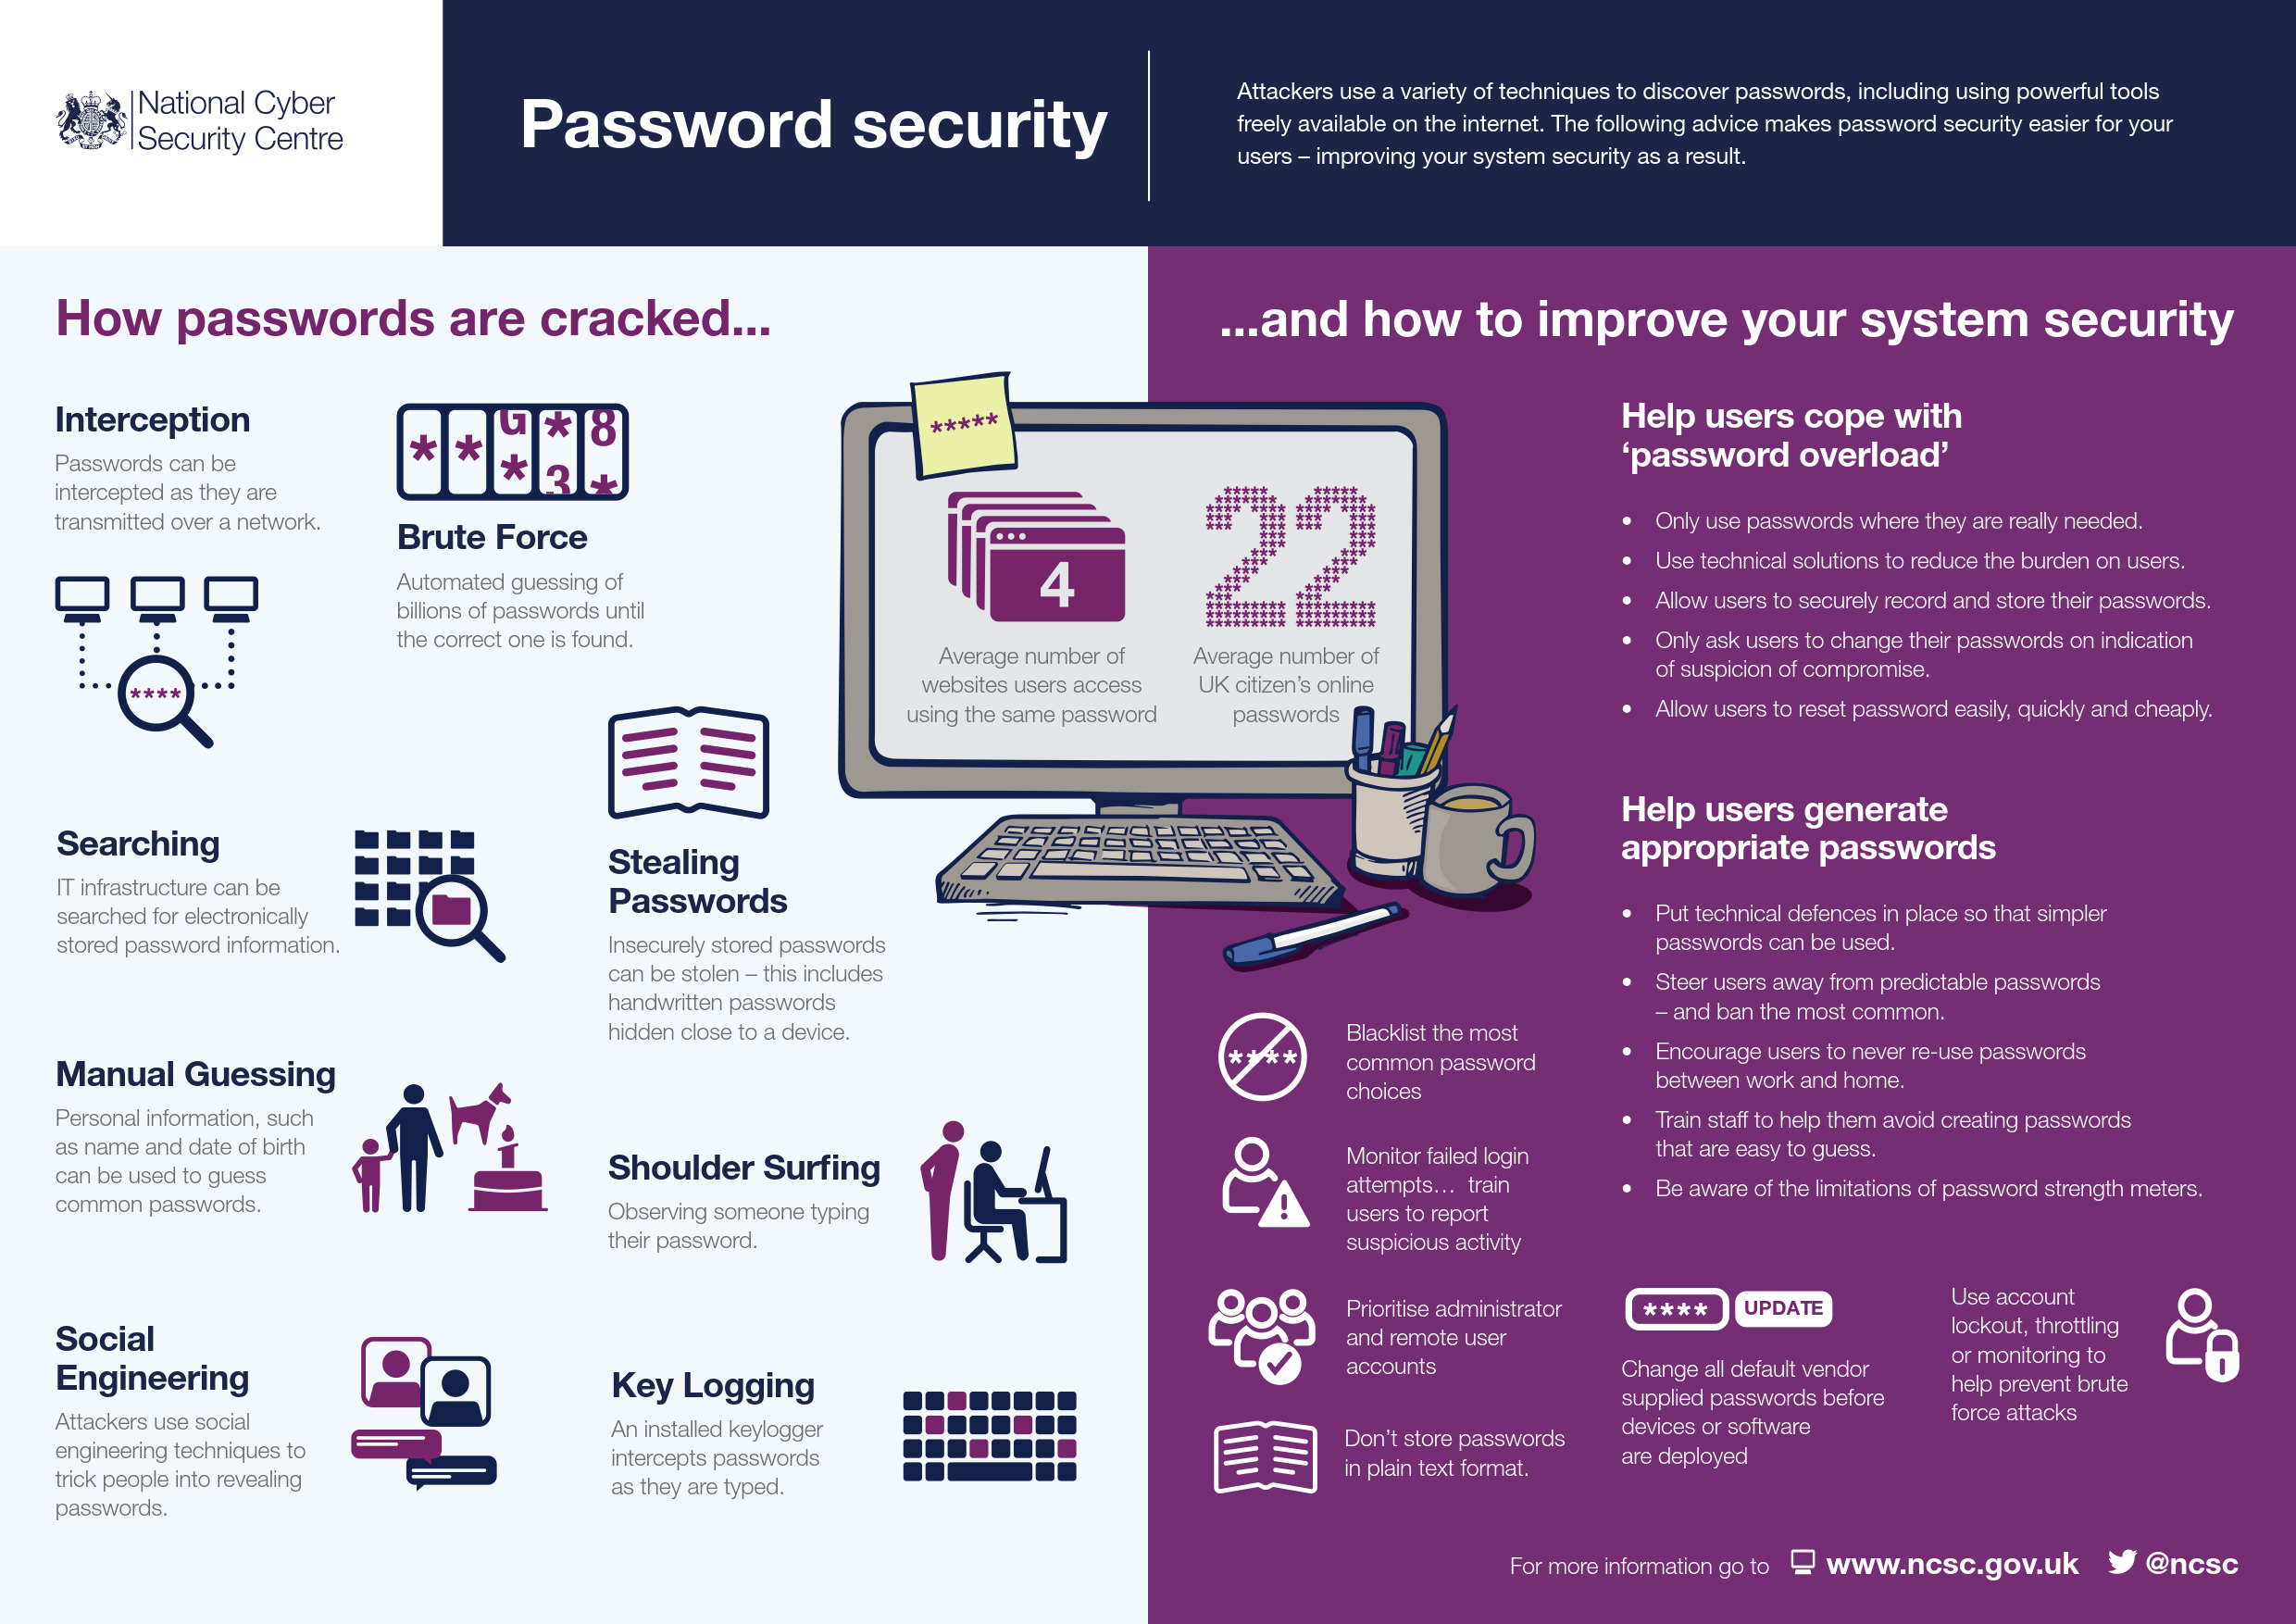 National Cyber
Security Centre
Password security
Attackers use a variety of techniques to discover passwords, including using powerful tools
freely available on the internet. The following advice makes password security easier for your
users – improving your system security as a result.
How passwords are cracked...
Interception
Passwords can be
intercepted as they are
transmitted over a network.
****
* * G * 8
* 3 *
Brute Force
Automated guessing of
billions of passwords until
the correct one is found.
Searching
IT infrastructure can be
searched for electronically
stored password information.
Stealing
Passwords
Insecurely stored passwords
can be stolen – this includes
handwritten passwords
hidden close to a device.
Manual Guessing
Personal information, such
as name and date of birth
can be used to guess
common passwords.
Shoulder Surfing
Observing someone typing
their password.
Social
Engineering
Attackers use social
engineering techniques to
trick people into revealing
passwords.
Key Logging
An installed keylogger
intercepts passwords
as they are typed.
*****
4
Average number of
websites users access
using the same password
22
Average number of
UK citizen’s online
passwords
...and how to improve your system security
Help users cope with
‘password overload’
• Only use passwords where they are really needed.
• Use technical solutions to reduce the burden on users.
• Allow users to securely record and store their passwords.
• Only ask users to change their passwords on indication
of suspicion of compromise.
• Allow users to reset password easily, quickly and cheaply.
Help users generate
appropriate passwords
• Put technical defences in place so that simpler
passwords can be used.
• Steer users away from predictable passwords
– and ban the most common.
• Encourage users to never re-use passwords
between work and home.
• Train staff to help them avoid creating passwords
that are easy to guess.
• Be aware of the limitations of password strength meters.
****
Blacklist the most
common password
choices
Monitor failed login
attempts… train
users to report
suspicious activity
Prioritise administrator
and remote user
accounts
Don’t store passwords
in plain text format.
**** UPDATE
Change all default vendor
supplied passwords before
devices or software
are deployed
Use account
lockout, throttling
or monitoring to
help prevent brute
force attacks
For more information go to www.ncsc.gov.uk @ncsc